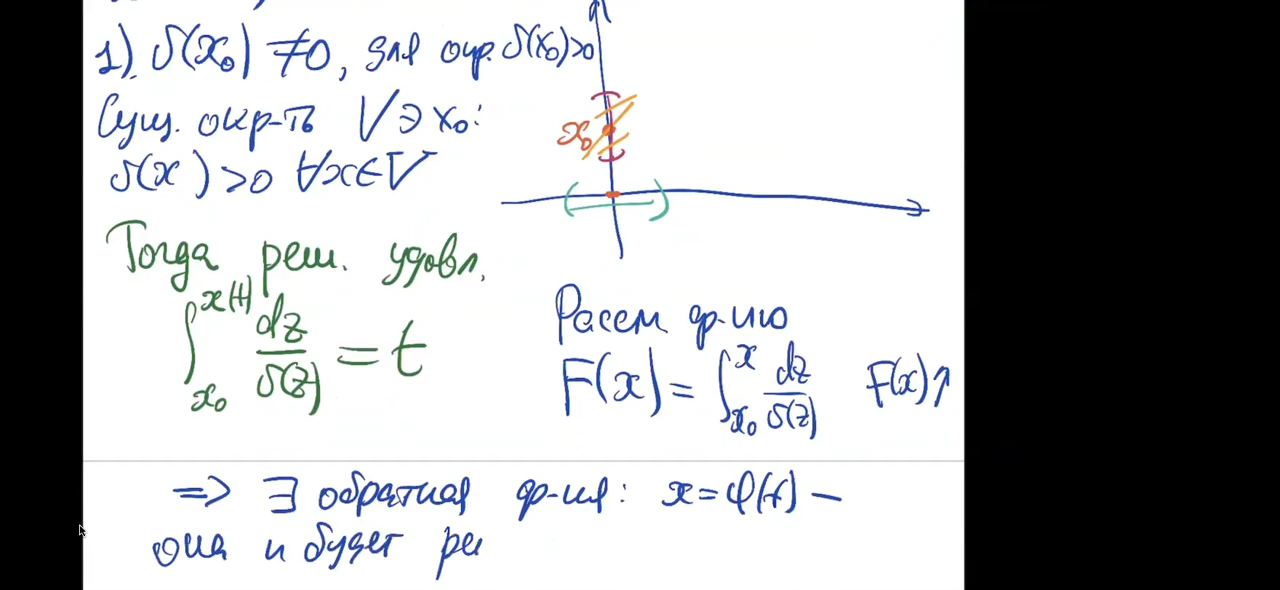 1). v(x₀) ≠0, для опр. v(x₀)>0
Сущ. окр-ть V∋x₀:
v(x)>0 ∀x∈V
x₀
Тогда реш. удовл.
∫_{x₀}^{x(t)} dz/v(z) = t
Рассм ф-ию
F(x) = ∫_{x₀}^{x} dz/v(z) F(x)↑
=> ∃ обратная ф-ия: x=φ(t) —
она и будет ре